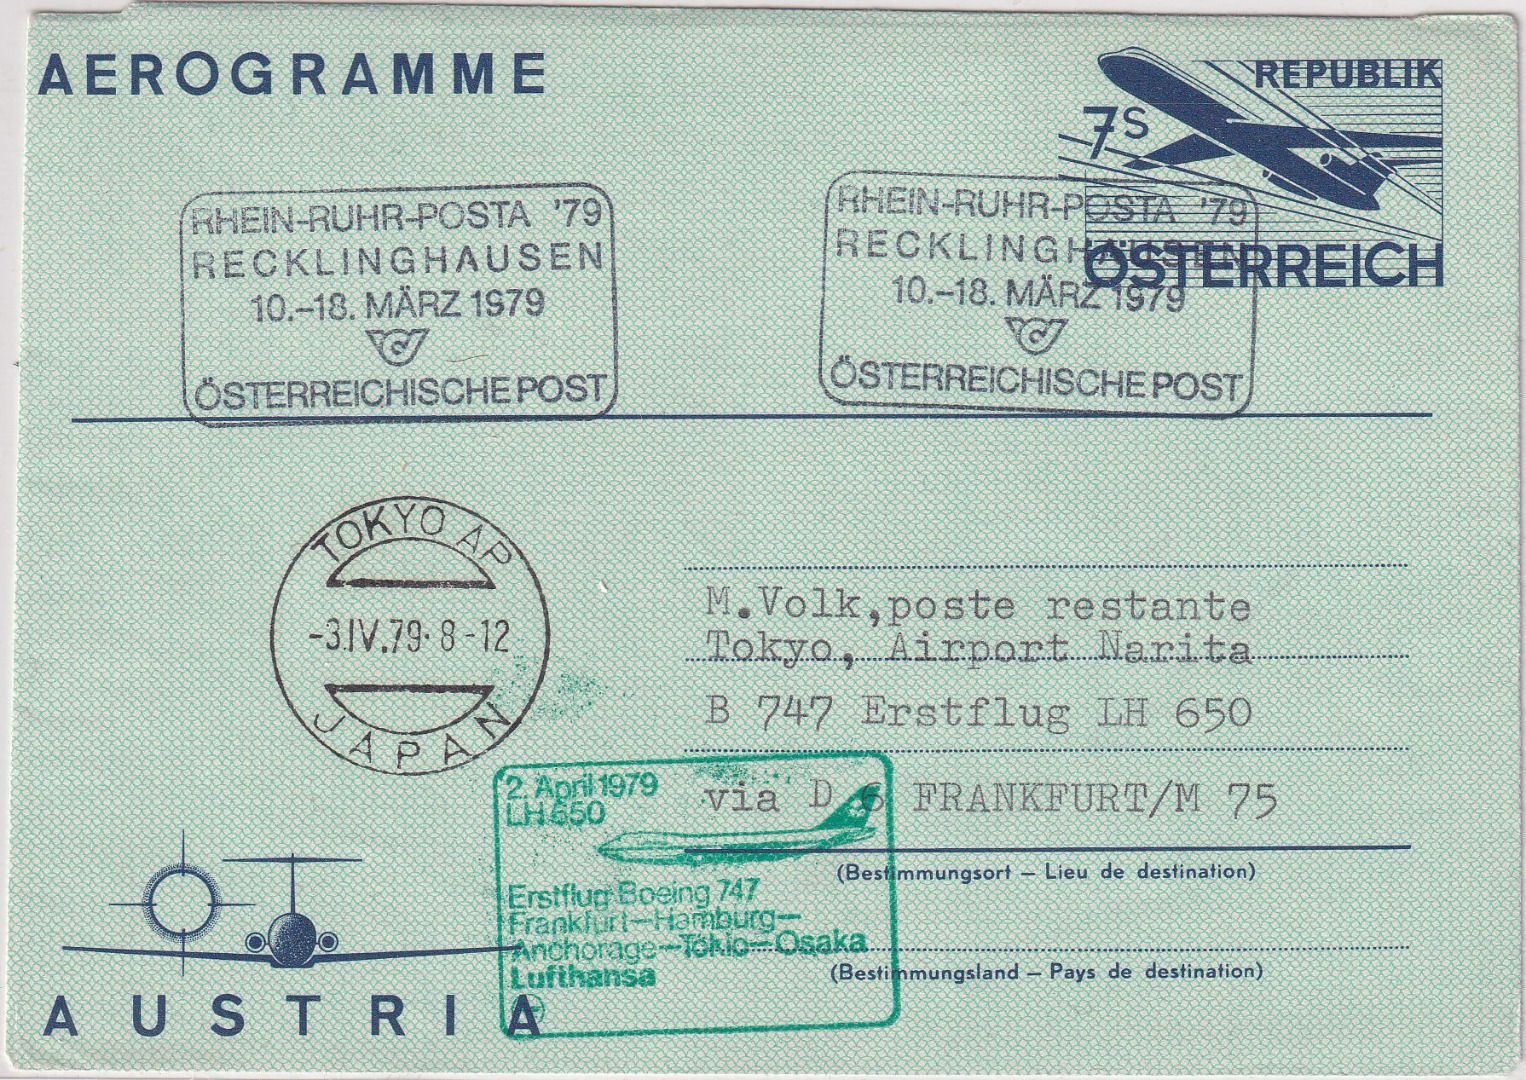 AEROGRAMME
REPUBLIK
7s
ÖSTERREICH
RHEIN-RUHR-POSTA '79
RECKLINGHAUSEN
10.-18. MÄRZ 1979
ÖSTERREICHISCHE POST
RHEIN-RUHR-POSTA '79
RECKLINGHAUSEN
10.-18. MÄRZ 1979
ÖSTERREICHISCHE POST
TOKYO AP
-3.IV.79. 8-12
JAPAN
M.Volk,poste restante
Tokyo, Airport Narita
B 747 Erstflug LH 650
via D 6 FRANKFURT/M 75
(Bestimmungsort – Lieu de destination)
(Bestimmungsland – Pays de destination)
2. April 1979
LH 650
Erstflug Boeing 747
Frankfurt–Hamburg–
Anchorage–Tokio–Osaka
Lufthansa
AUSTRIA